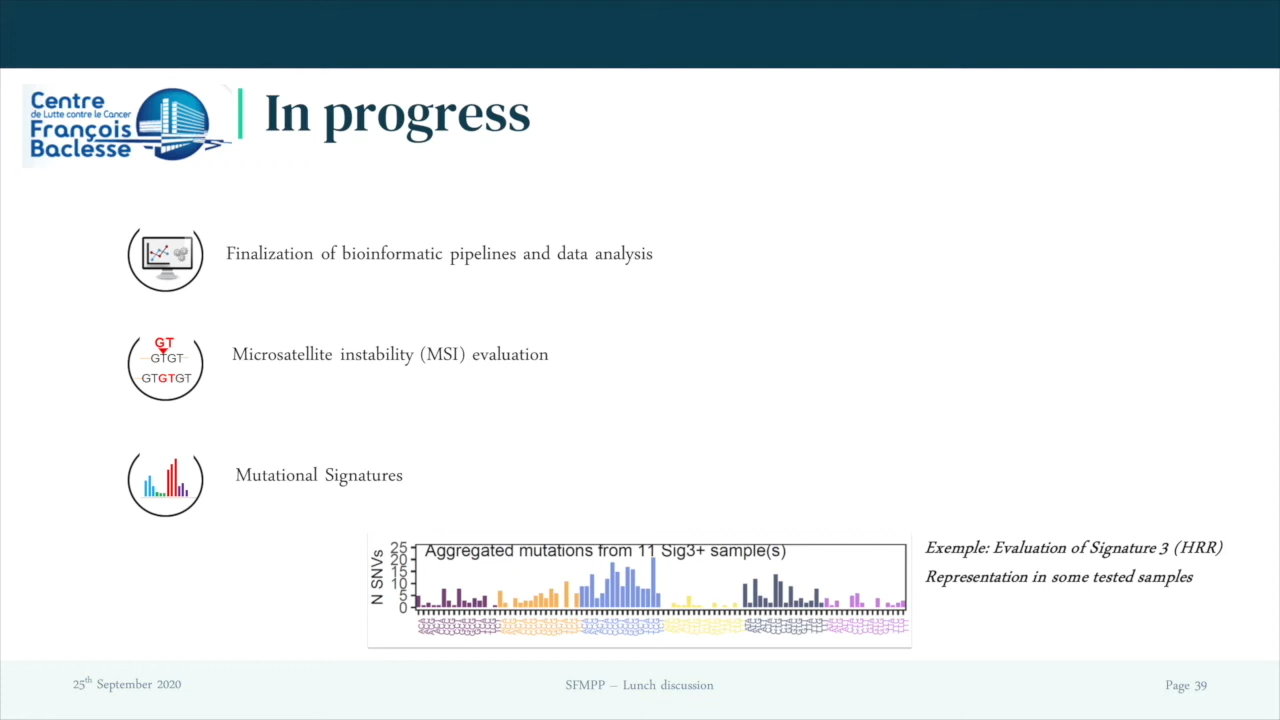 Centre
de Lutte contre le Cancer
François
Baclesse
In progress
Finalization of bioinformatic pipelines and data analysis
GT
GTGT
GTGTGT
Microsatellite instability (MSI) evaluation
Mutational Signatures
N SNVs
25
20
15
10
5
0
Aggregated mutations from 11 Sig3+ sample(s)
Exemple: Evaluation of Signature 3 (HRR)
Representation in some tested samples
25th September 2020
SFMPP – Lunch discussion
Page 39